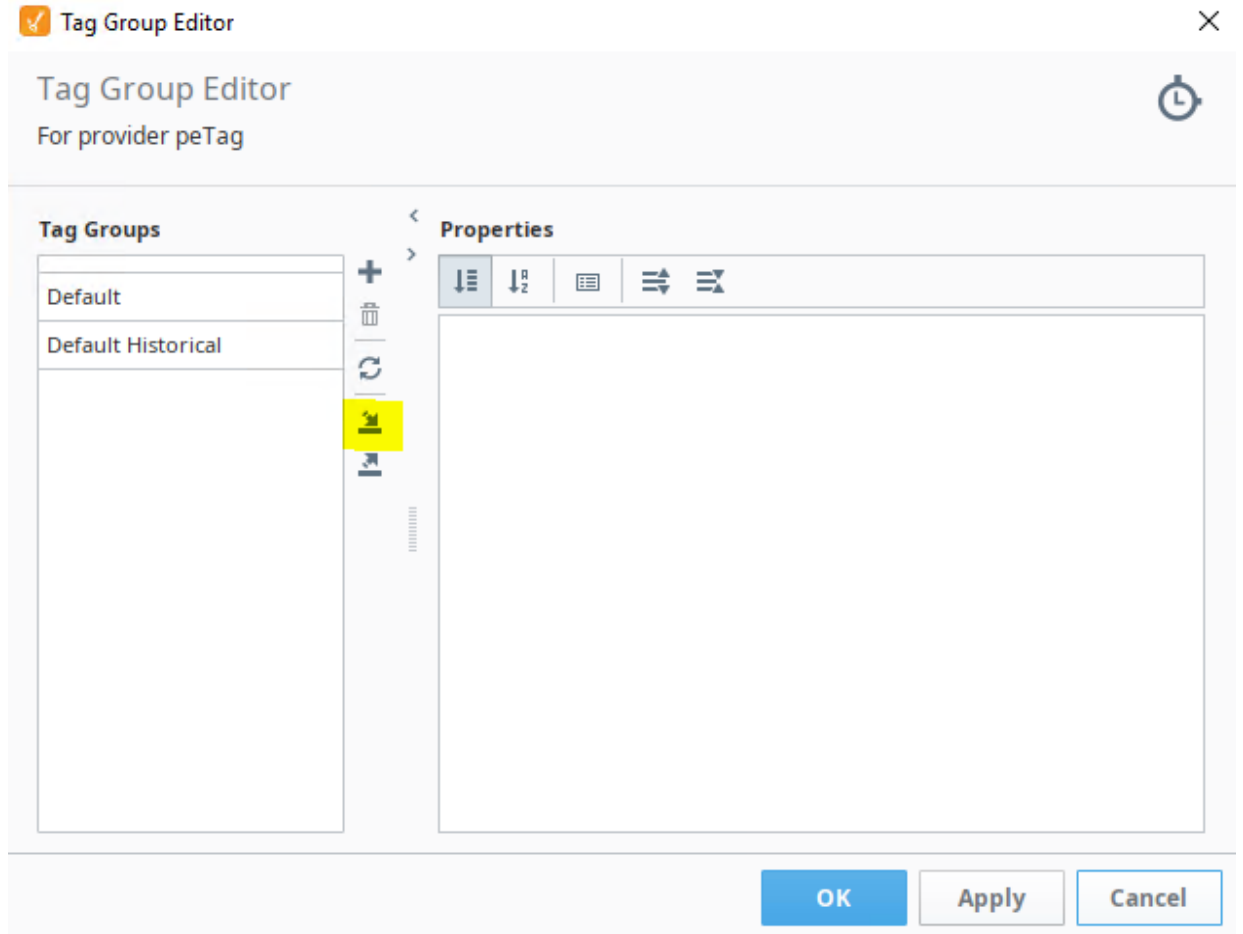 Tag Group Editor
Tag Group Editor
For provider peTag
Tag Groups
Properties
Default
Default Historical
OK
Apply
Cancel